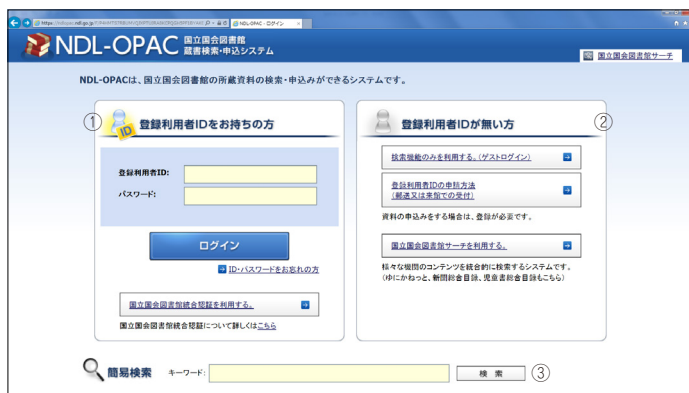 NDL-OPAC - ログイン
NDL-OPAC 国立国会図書館 蔵書検索・申込システム
国立国会図書館サーチ
NDL-OPACは、国立国会図書館の所蔵資料の検索・申込みができるシステムです。
① 登録利用者IDをお持ちの方
登録利用者ID:
パスワード:
ログイン
ID・パスワードをお忘れの方
国立国会図書館統合認証を利用する。
国立国会図書館統合認証について詳しくはこちら
登録利用者IDが無い方 ②
検索機能のみを利用する。(ゲストログイン)
登録利用者IDの申請方法
(郵送又は来館での受付)
資料の申込みをする場合は、登録が必要です。
国立国会図書館サーチを利用する。
様々な機関のコンテンツを統合的に検索するシステムです。
(ゆにかねっと、新聞総合目録、児童書総合目録もこちら)
簡易検索 キーワード: 検 索 ③